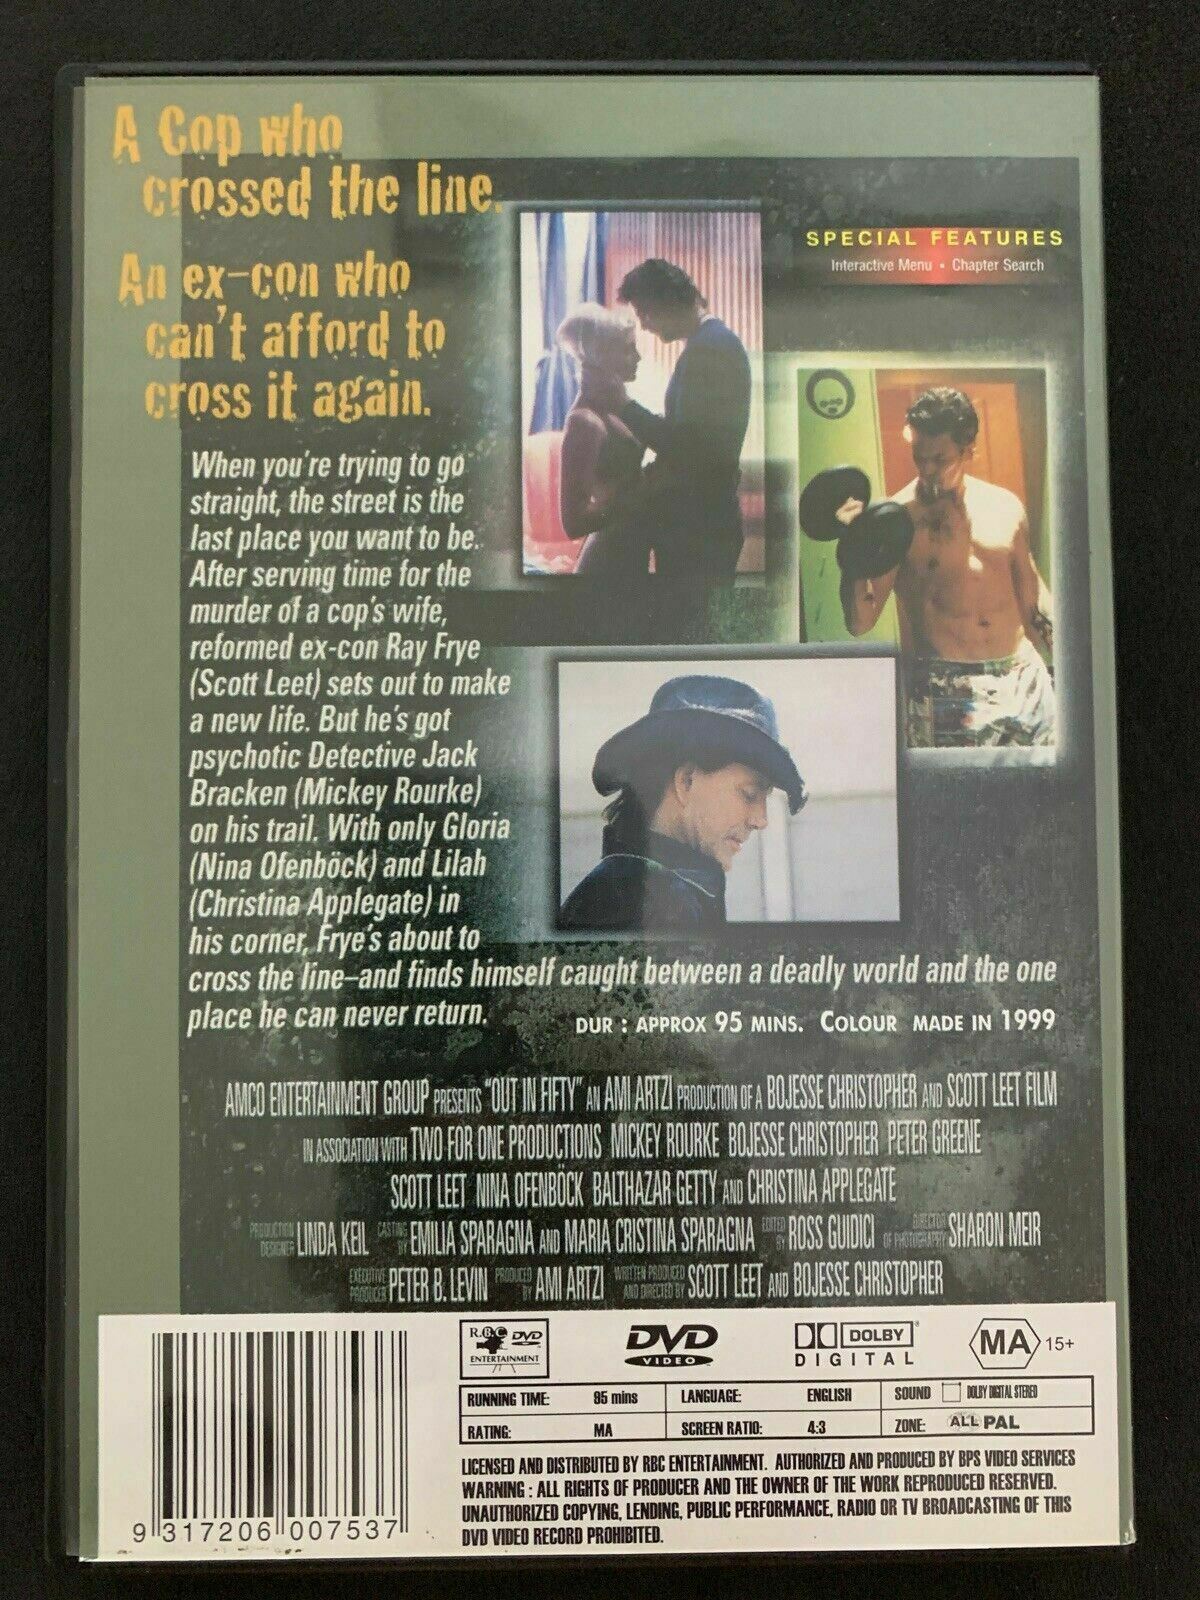 A Cop who
crossed the line.
An ex-con who
can't afford to
cross it again.
SPECIAL FEATURES
Interactive Menu • Chapter Search
When you're trying to go
straight, the street is the
last place you want to be.
After serving time for the
murder of a cop's wife,
reformed ex-con Ray Frye
(Scott Leet) sets out to make
a new life. But he's got
psychotic Detective Jack
Bracken (Mickey Rourke)
on his trail. With only Gloria
(Nina Ofenböck) and Lilah
(Christina Applegate) in
his corner, Frye's about to
cross the line–and finds himself caught between a deadly world and the one
place he can never return.
DUR : APPROX 95 MINS. COLOUR MADE IN 1999
AMCO ENTERTAINMENT GROUP PRESENTS "OUT IN FIFTY" AN AMI ARTZI PRODUCTION OF A BOJESSE CHRISTOPHER AND SCOTT LEET FILM
IN ASSOCIATION WITH TWO FOR ONE PRODUCTIONS MICKEY ROURKE BOJESSE CHRISTOPHER PETER GREENE
SCOTT LEET NINA OFENBÖCK BALTHAZAR GETTY AND CHRISTINA APPLEGATE
PRODUCTION DESIGNER LINDA KEIL CASTING BY EMILIA SPARAGNA AND MARIA CRISTINA SPARAGNA EDITED BY ROSS GUIDICI DIRECTOR OF PHOTOGRAPHY SHARON MEIR
EXECUTIVE PRODUCER PETER B. LEVIN PRODUCED BY AMI ARTZI WRITTEN PRODUCED AND DIRECTED BY SCOTT LEET AND BOJESSE CHRISTOPHER
R.B.C DVD
ENTERTAINMENT
DVD
VIDEO
DOLBY
DIGITAL
MA 15+
RUNNING TIME: 95 mins LANGUAGE: ENGLISH SOUND DOLBY DIGITAL STEREO
RATING: MA SCREEN RATIO: 4:3 ZONE: ALL PAL
LICENSED AND DISTRIBUTED BY RBC ENTERTAINMENT. AUTHORIZED AND PRODUCED BY BPS VIDEO SERVICES
WARNING : ALL RIGHTS OF PRODUCER AND THE OWNER OF THE WORK REPRODUCED RESERVED.
UNAUTHORIZED COPYING, LENDING, PUBLIC PERFORMANCE, RADIO OR TV BROADCASTING OF THIS
DVD VIDEO RECORD PROHIBITED.
9 317206 007537